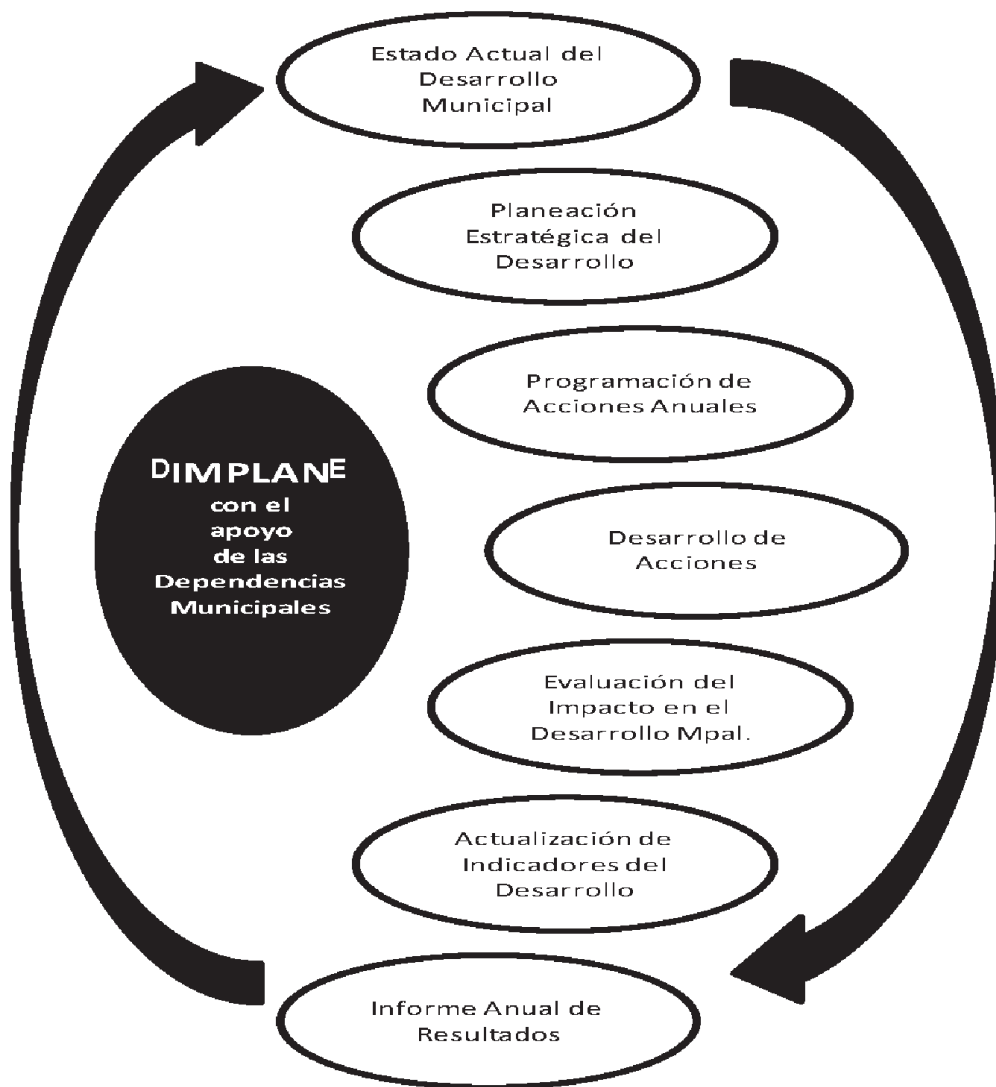 Estado Actual del
Desarrollo
Municipal
Planeación
Estratégica del
Desarrollo
Programación de
Acciones Anuales
DIMPLANE
con el
apoyo
de las
Dependencias
Municipales
Desarrollo de
Acciones
Evaluación del
Impacto en el
Desarrollo Mpal.
Actualización de
Indicadores del
Desarrollo
Informe Anual de
Resultados